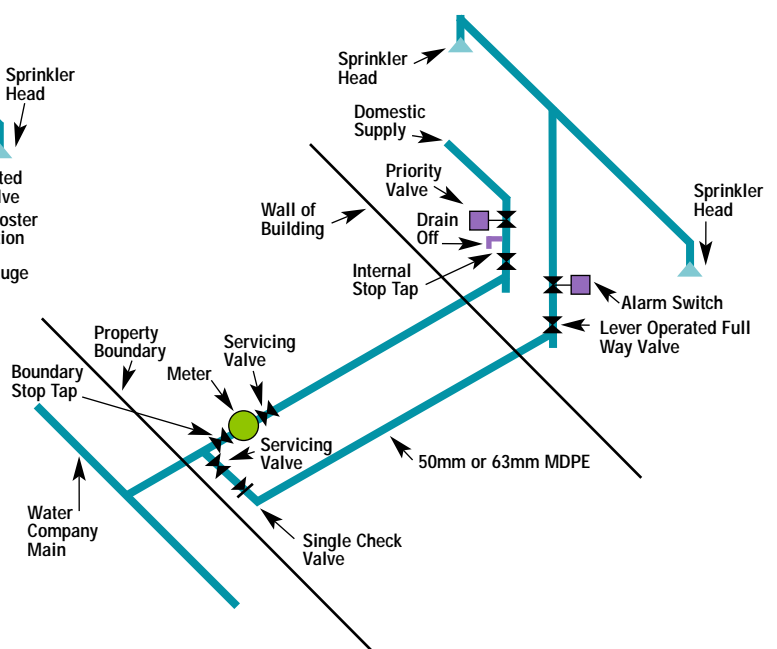 Sprinkler
Head
Sprinkler
Head
Domestic
Supply
Priority
Valve
Drain
Off
Wall of
Building
Internal
Stop Tap
Sprinkler
Head
Alarm Switch
Lever Operated Full
Way Valve
Property
Boundary
Servicing
Valve
Meter
Boundary
Stop Tap
Servicing
Valve
50mm or 63mm MDPE
Water
Company
Main
Single Check
Valve